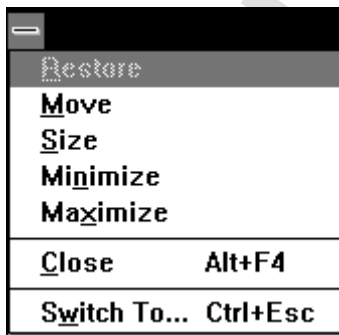 Restore
Move
Size
Minimize
Maximize
Close Alt+F4
Switch To... Ctrl+Esc